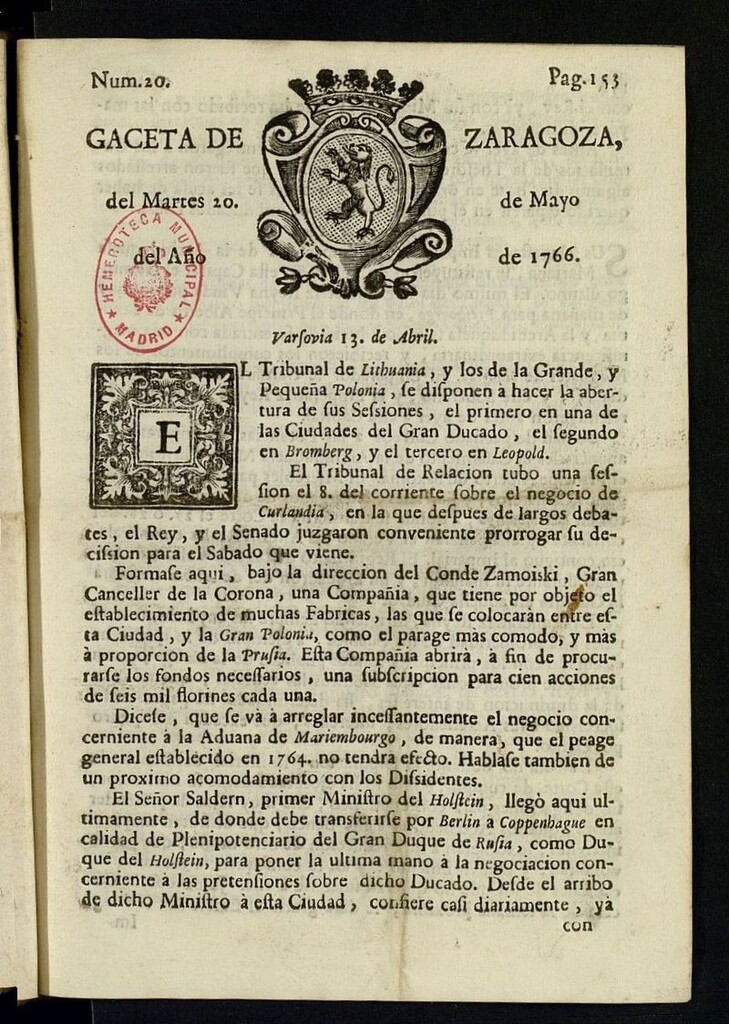 Num.20.
Pag.153
GACETA DE ZARAGOZA,
del Martes 20. de Mayo
del Año de 1766.
HEMEROTECA MUNICIPAL
★ MADRID ★
Varſovia 13. de Abril.
EL Tribunal de Lithuania, y los de la Grande, y
Pequeña Polonia, ſe diſponen à hacer la aber-
tura de ſus Seſsiones, el primero en una de
las Ciudades del Gran Ducado, el ſegundo
en Bromberg, y el tercero en Leopold.
El Tribunal de Relacion tubo una ſeſ-
ſion el 8. del corriente ſobre el negocio de
Curlandia, en la que deſpues de largos deba-
tes, el Rey, y el Senado juzgaron conveniente prorrogar ſu de-
ciſsion para el Sabado que viene.
Formaſe aqui, bajo la direccion del Conde Zamoiski, Gran
Canceller de la Corona, una Compañia, que tiene por objeto el
eſtablecimiento de muchas Fabricas, las que ſe colocaràn entre eſ-
ta Ciudad, y la Gran Polonia, como el parage màs comodo, y màs
à proporcion de la Pruſia. Eſta Compañia abrirà, à fin de procu-
rarſe los fondos neceſſarios, una ſubſcripcion para cien acciones
de ſeis mil florines cada una.
Diceſe, que ſe và à arreglar inceſſantemente el negocio con-
cerniente à la Aduana de Mariembourgo, de manera, que el peage
general eſtablecido en 1764. no tendra efecto. Hablaſe tambien de
un proximo acomodamiento con los Diſsidentes.
El Señor Saldern, primer Miniſtro del Holſtein, llegò aqui ul-
timamente, de donde debe transferirſe por Berlin a Coppenhague en
calidad de Plenipotenciario del Gran Duque de Ruſia, como Du-
que del Holſtein, para poner la ultima mano à la negociacion con-
cerniente à las pretenſiones ſobre dicho Ducado. Deſde el arribo
de dicho Miniſtro à eſta Ciudad, confiere caſi diariamente, yà
con